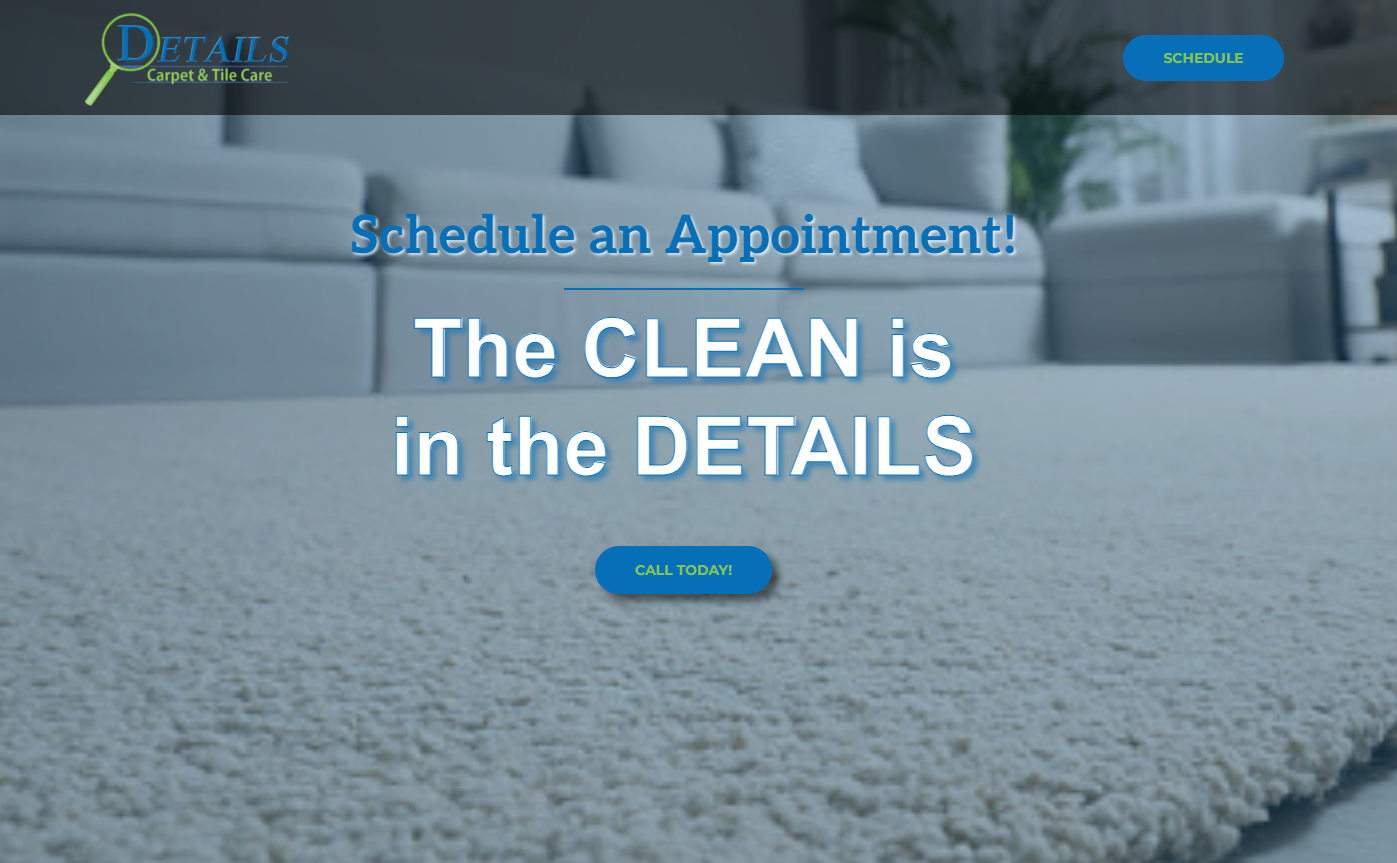 DETAILS
Carpet & Tile Care
SCHEDULE
Schedule an Appointment!
The CLEAN is
in the DETAILS
CALL TODAY!